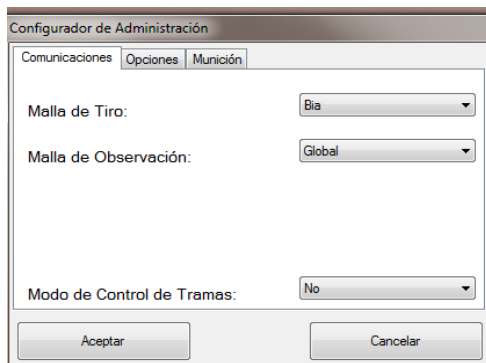 Configurador de Administración
Comunicaciones Opciones Munición
Malla de Tiro: Bia
Malla de Observación: Global
Modo de Control de Tramas: No
Aceptar Cancelar